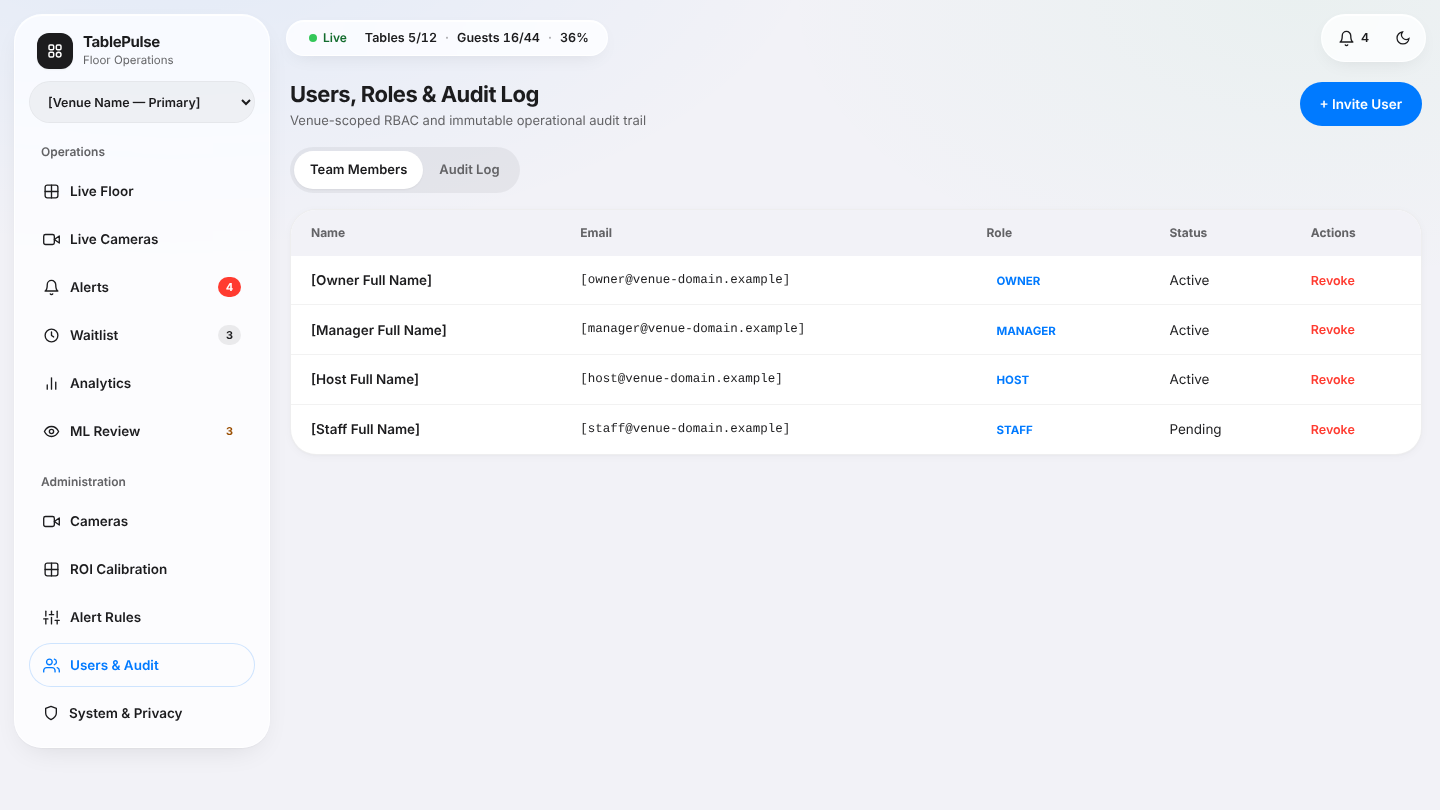 TablePulse
Floor Operations
[Venue Name — Primary]
Operations
Live Floor
Live Cameras
Alerts 4
Waitlist 3
Analytics
ML Review 3
Administration
Cameras
ROI Calibration
Alert Rules
Users & Audit
System & Privacy
Live Tables 5/12 · Guests 16/44 · 36%
4
Users, Roles & Audit Log
Venue-scoped RBAC and immutable operational audit trail
+ Invite User
Team Members Audit Log
Name Email Role Status Actions
[Owner Full Name] [owner@venue-domain.example] OWNER Active Revoke
[Manager Full Name] [manager@venue-domain.example] MANAGER Active Revoke
[Host Full Name] [host@venue-domain.example] HOST Active Revoke
[Staff Full Name] [staff@venue-domain.example] STAFF Pending Revoke